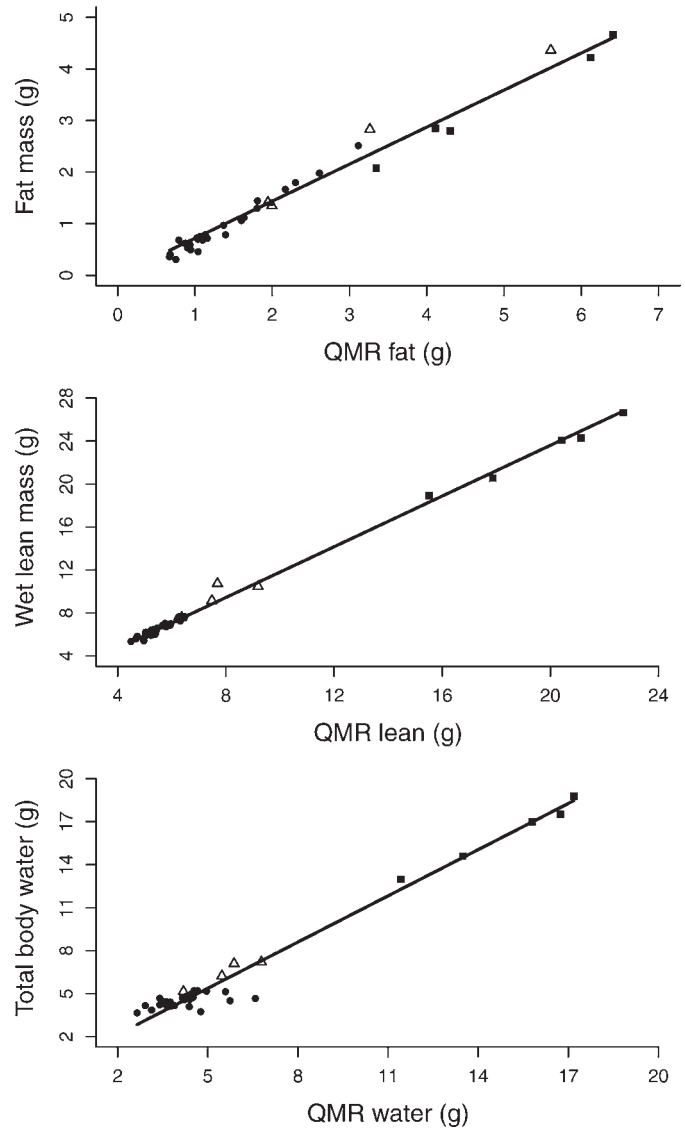 5
4
3
2
1
0
Fat mass (g)
0 1 2 3 4 5 6 7
QMR fat (g)
28
24
20
16
12
8
4
Wet lean mass (g)
4 8 12 16 20 24
QMR lean (g)
20
17
14
11
8
5
2
Total body water (g)
2 5 8 11 14 17 20
QMR water (g)